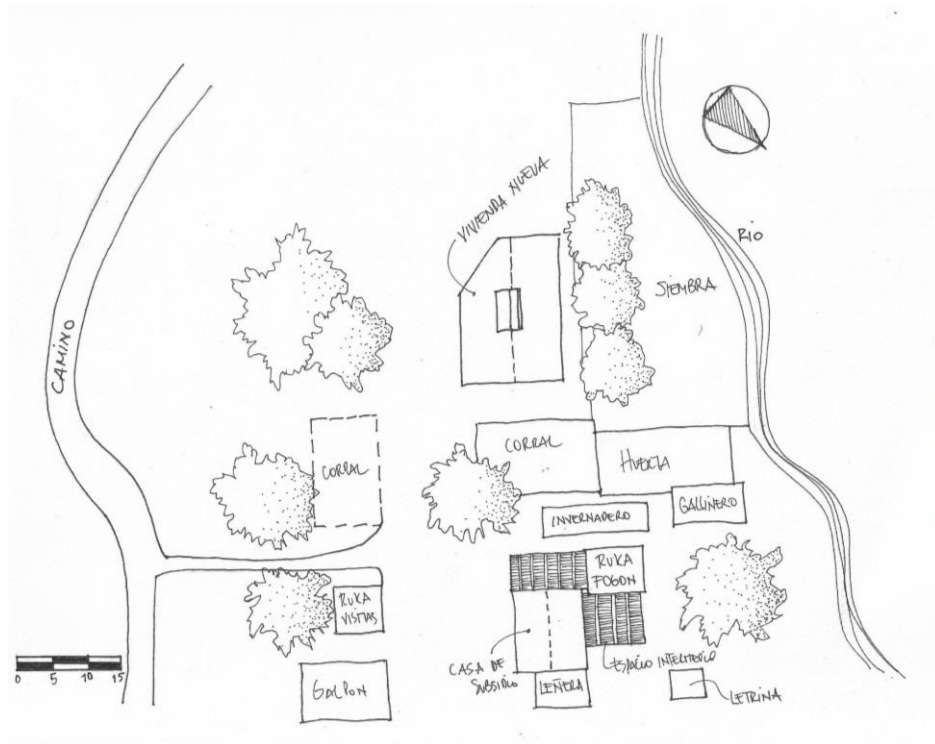 VIVIENDA NUEVA
RIO
SIEMBRA
CAMINO
CORRAL
HUERTA
CORRAL
GALLINERO
INVERNADERO
RUKA
FOGON
RUKA
VISITAS
CASA DE
SUBSIDIO
ESPACIO INTERMEDIO
LEÑERA
LETRINA
GALPON
0 5 10 15